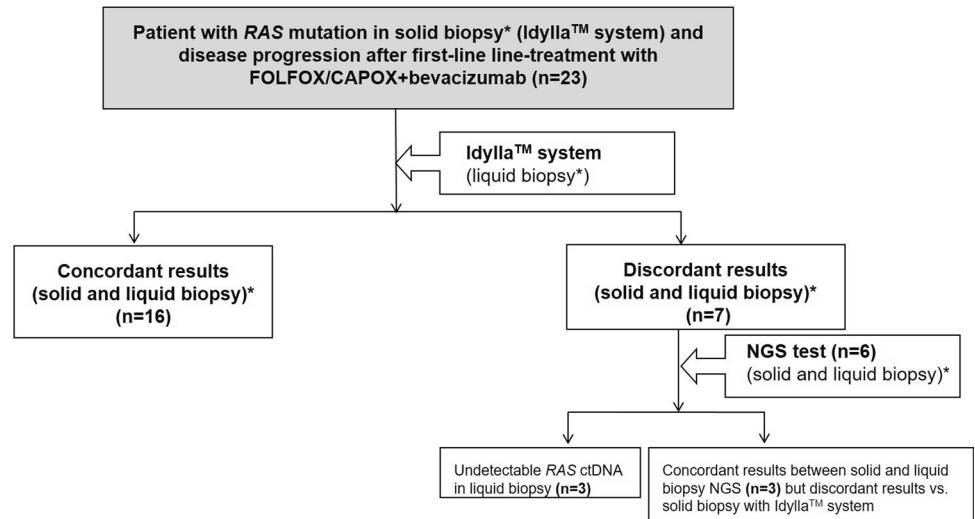 Patient with RAS mutation in solid biopsy* (Idylla™ system) and
disease progression after first-line line-treatment with
FOLFOX/CAPOX+bevacizumab (n=23)
Idylla™ system
(liquid biopsy*)
Concordant results
(solid and liquid biopsy)*
(n=16)
Discordant results
(solid and liquid biopsy)*
(n=7)
NGS test (n=6)
(solid and liquid biopsy)*
Undetectable RAS ctDNA
in liquid biopsy (n=3)
Concordant results between solid and liquid
biopsy NGS (n=3) but discordant results vs.
solid biopsy with Idylla™ system